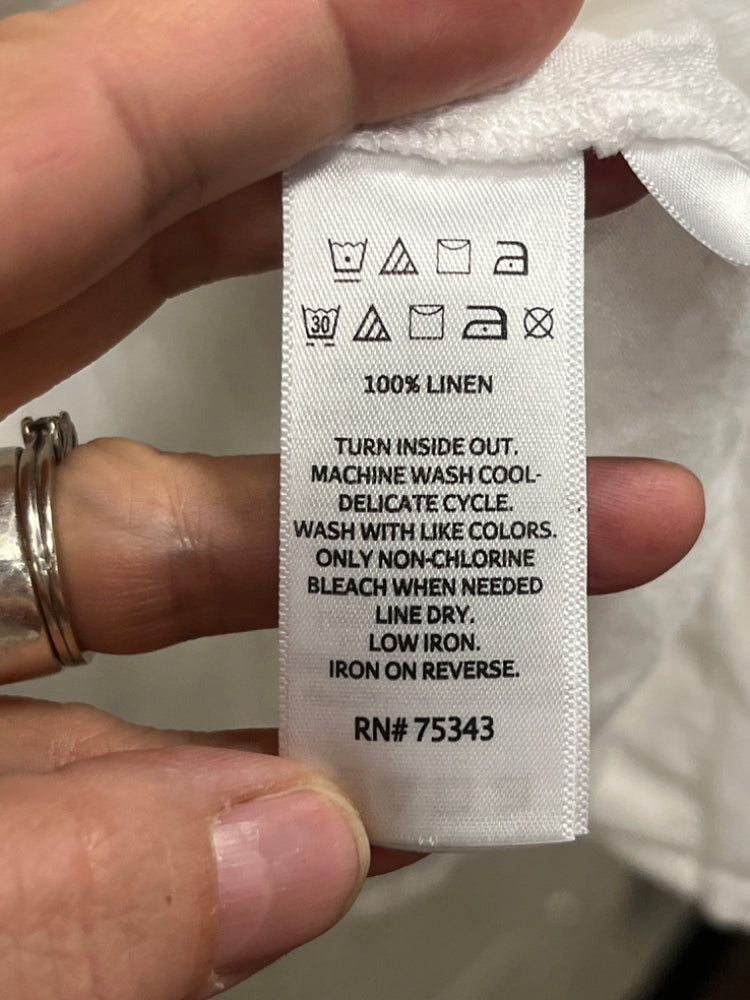 30
100% LINEN
TURN INSIDE OUT.
MACHINE WASH COOL-
DELICATE CYCLE.
WASH WITH LIKE COLORS.
ONLY NON-CHLORINE
BLEACH WHEN NEEDED
LINE DRY.
LOW IRON.
IRON ON REVERSE.
RN# 75343